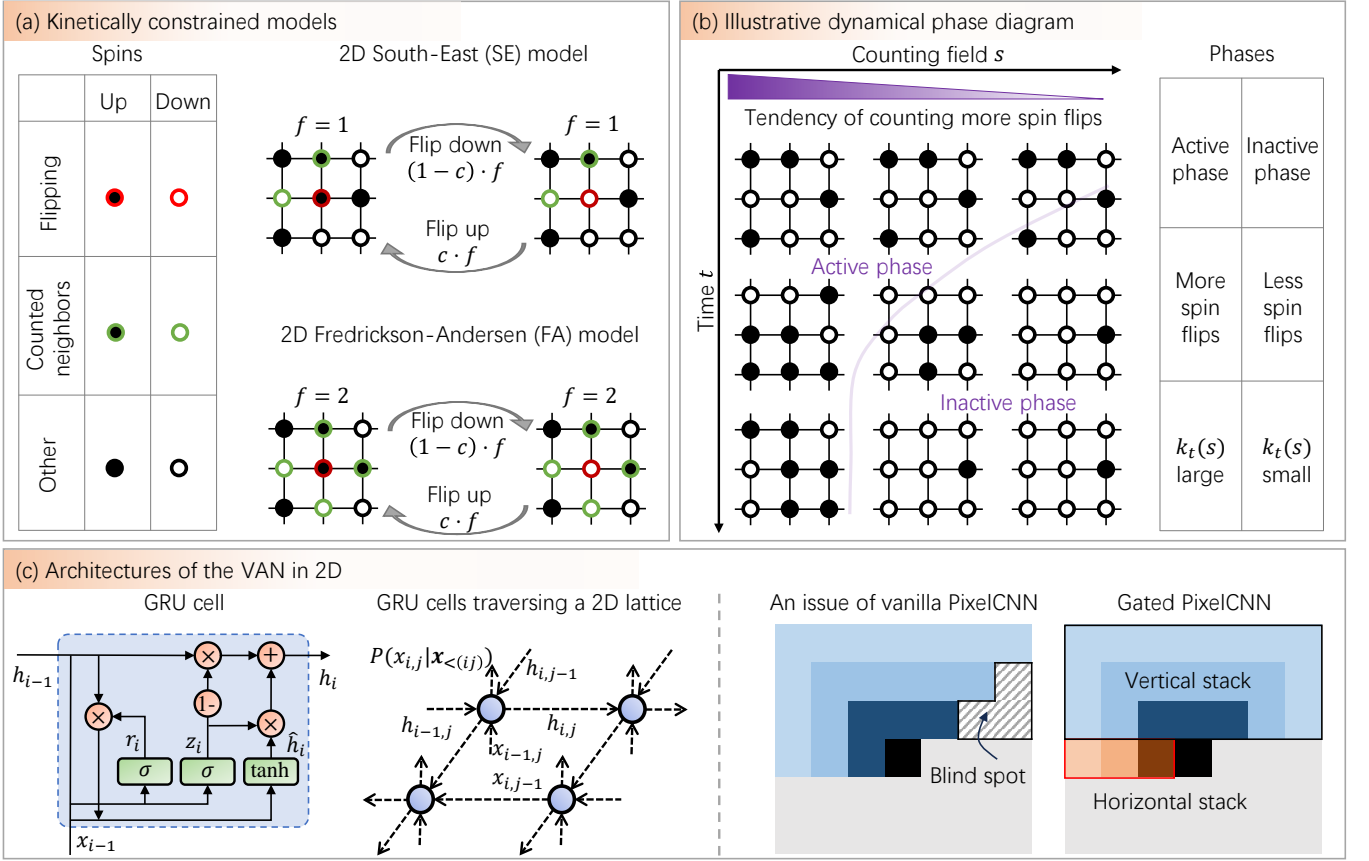 (a) Kinetically constrained models
Spins
Up
Down
Flipping
Counted
neighbors
Other
2D South-East (SE) model
f = 1
Flip down
(1 − c) · f
f = 1
Flip up
c · f
2D Fredrickson-Andersen (FA) model
f = 2
Flip down
(1 − c) · f
f = 2
Flip up
c · f
(b) Illustrative dynamical phase diagram
Counting field s
Tendency of counting more spin flips
Time t
Active phase
Inactive phase
Phases
Active
phase
Inactive
phase
More
spin
flips
Less
spin
flips
k_t(s)
large
k_t(s)
small
(c) Architectures of the VAN in 2D
GRU cell
h_{i−1}
h_i
×
+
1-
×
×
r_i
z_i
ĥ_i
σ
σ
tanh
x_{i−1}
GRU cells traversing a 2D lattice
P(x_{i,j}|x_{<(ij)})
h_{i,j−1}
h_{i−1,j}
h_{i,j}
x_{i−1,j}
x_{i,j−1}
An issue of vanilla PixelCNN
Blind spot
Gated PixelCNN
Vertical stack
Horizontal stack